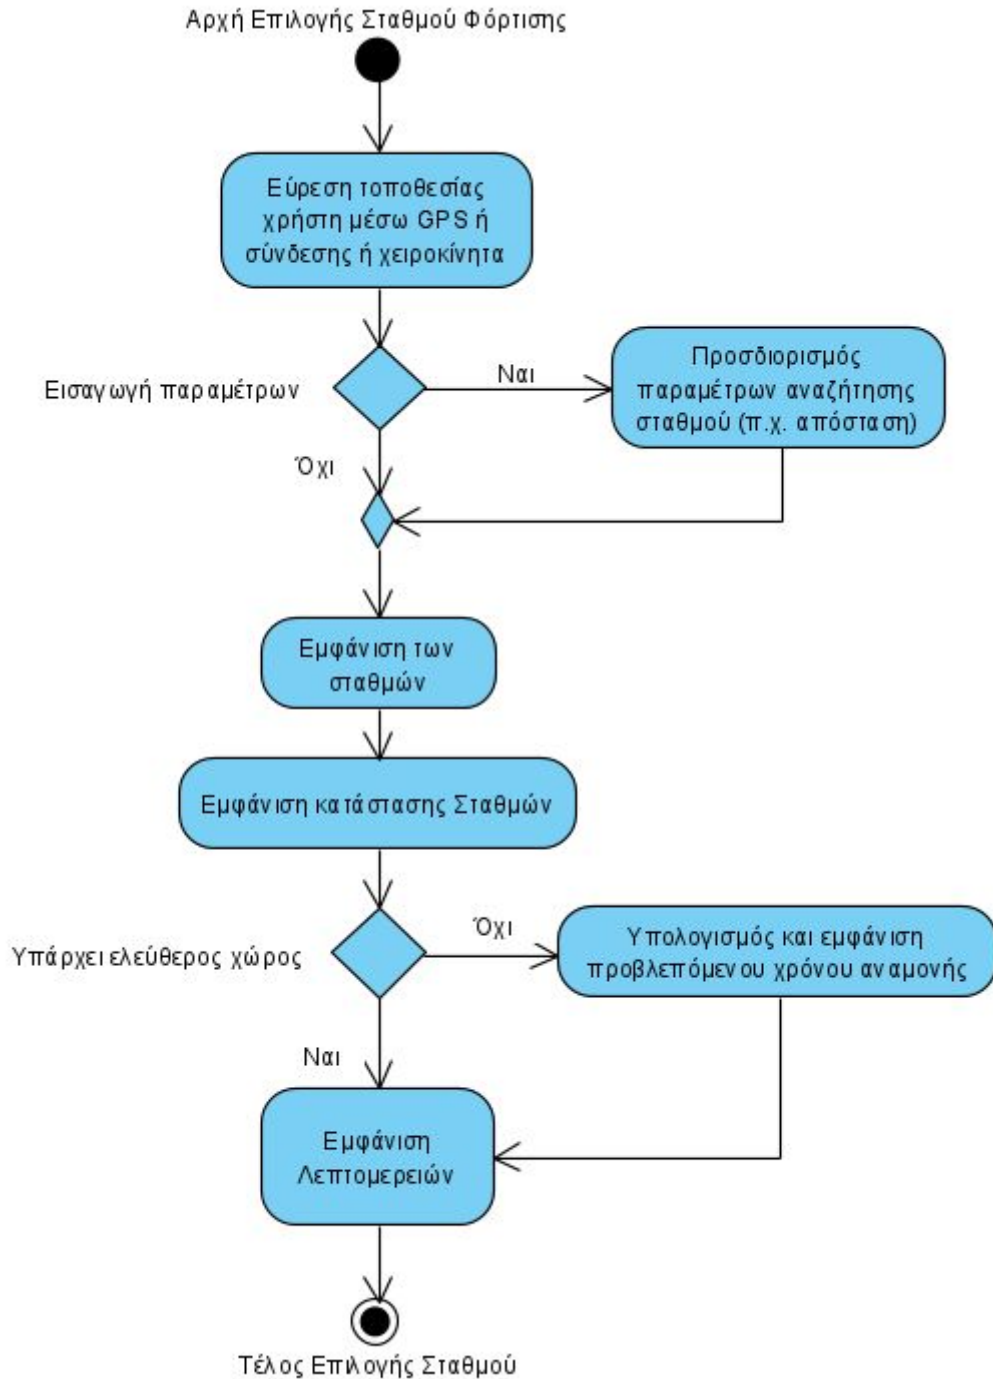 Αρχή Επιλογής Σταθμού Φόρτισης
Εύρεση τοποθεσίας
χρήστη μέσω GPS ή
σύνδεσης ή χειροκίνητα
Εισαγωγή παραμέτρων
Ναι
Προσδιορισμός
παραμέτρων αναζήτησης
σταθμού (π.χ. απόσταση)
Όχι
Εμφάνιση των
σταθμών
Εμφάνιση κατάστασης Σταθμών
Υπάρχει ελεύθερος χώρος
Όχι
Υπολογισμός και εμφάνιση
προβλεπόμενου χρόνου αναμονής
Ναι
Εμφάνιση
Λεπτομερειών
Τέλος Επιλογής Σταθμού